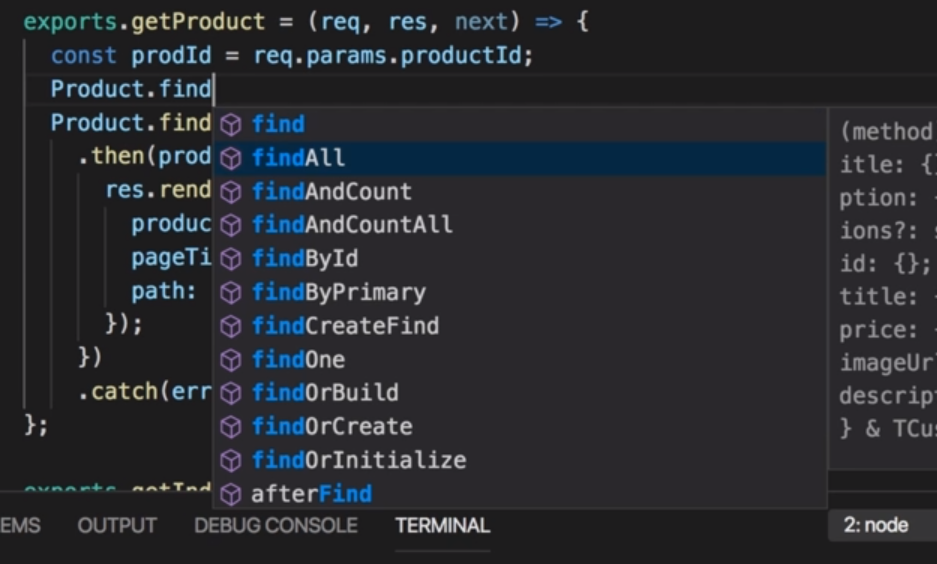 exports.getProduct = (req, res, next) => {
const prodId = req.params.productId;
Product.find
Product.find
.then(prod
res.rend
produc
pageTi
path:
});
})
.catch(err
};
find
findAll
findAndCount
findAndCountAll
findById
findByPrimary
findCreateFind
findOne
findOrBuild
findOrCreate
findOrInitialize
afterFind
(method
itle: {}
ption:
ions?:
id: {};
title:
price:
imageUr
descript
} & TCus
exports.getInd
EMS OUTPUT DEBUG CONSOLE TERMINAL 2: node